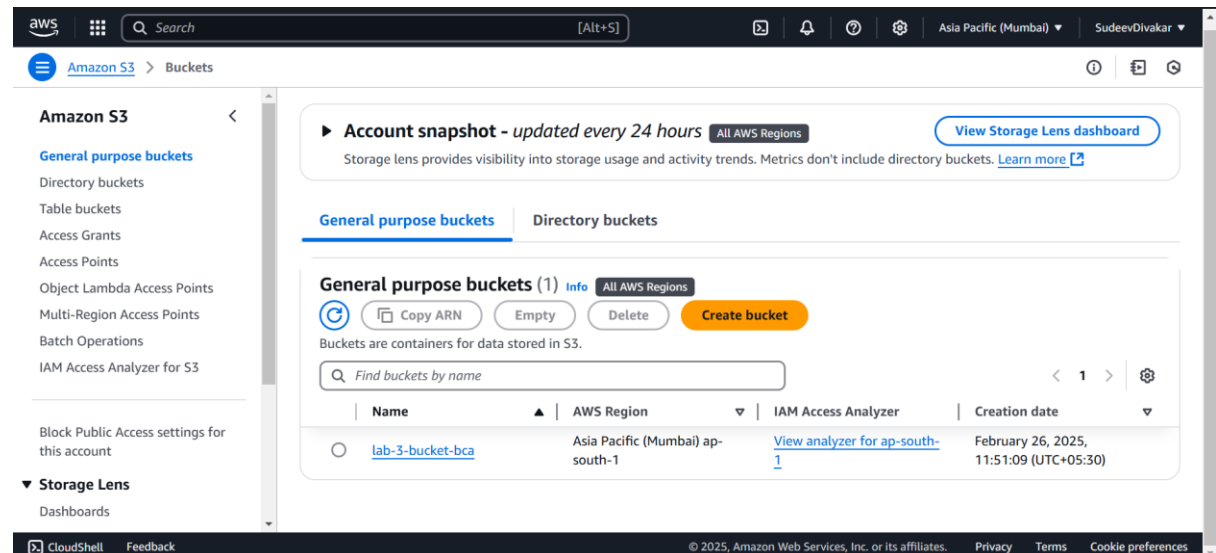 aws
Search [Alt+S]
Asia Pacific (Mumbai) ▼
SudeevDivakar ▼
Amazon S3 > Buckets
Amazon S3
General purpose buckets
Directory buckets
Table buckets
Access Grants
Access Points
Object Lambda Access Points
Multi-Region Access Points
Batch Operations
IAM Access Analyzer for S3
Block Public Access settings for
this account
▼ Storage Lens
Dashboards
▶ Account snapshot - updated every 24 hours All AWS Regions
View Storage Lens dashboard
Storage lens provides visibility into storage usage and activity trends. Metrics don't include directory buckets. Learn more
General purpose buckets
Directory buckets
General purpose buckets (1) Info All AWS Regions
Copy ARN
Empty
Delete
Create bucket
Buckets are containers for data stored in S3.
Find buckets by name
< 1 >
Name ▲ AWS Region ▽ IAM Access Analyzer Creation date ▽
lab-3-bucket-bca
Asia Pacific (Mumbai) ap-
south-1
View analyzer for ap-south-
1
February 26, 2025,
11:51:09 (UTC+05:30)
CloudShell Feedback
© 2025, Amazon Web Services, Inc. or its affiliates. Privacy Terms Cookie preferences